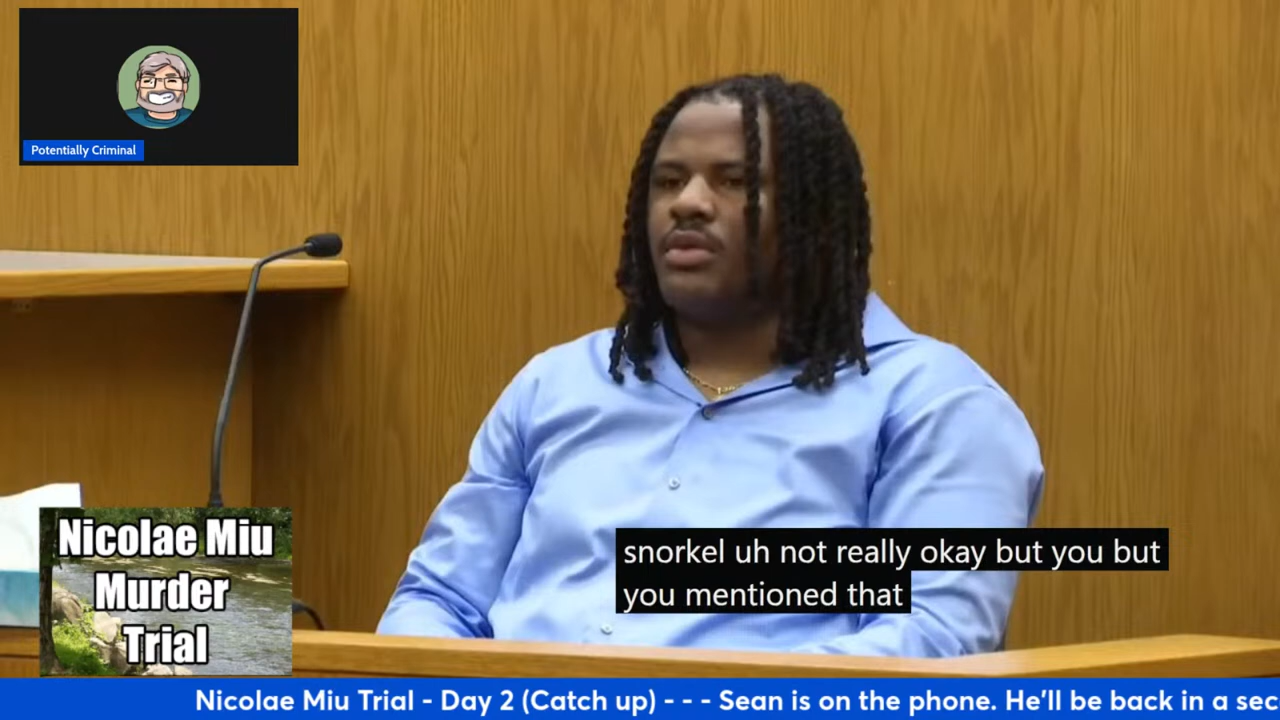 Potentially Criminal
snorkel uh not really okay but you but
you mentioned that
Nicolae Miu
Murder
Trial
Nicolae Miu Trial - Day 2 (Catch up) - - - Sean is on the phone. He'll be back in a sec